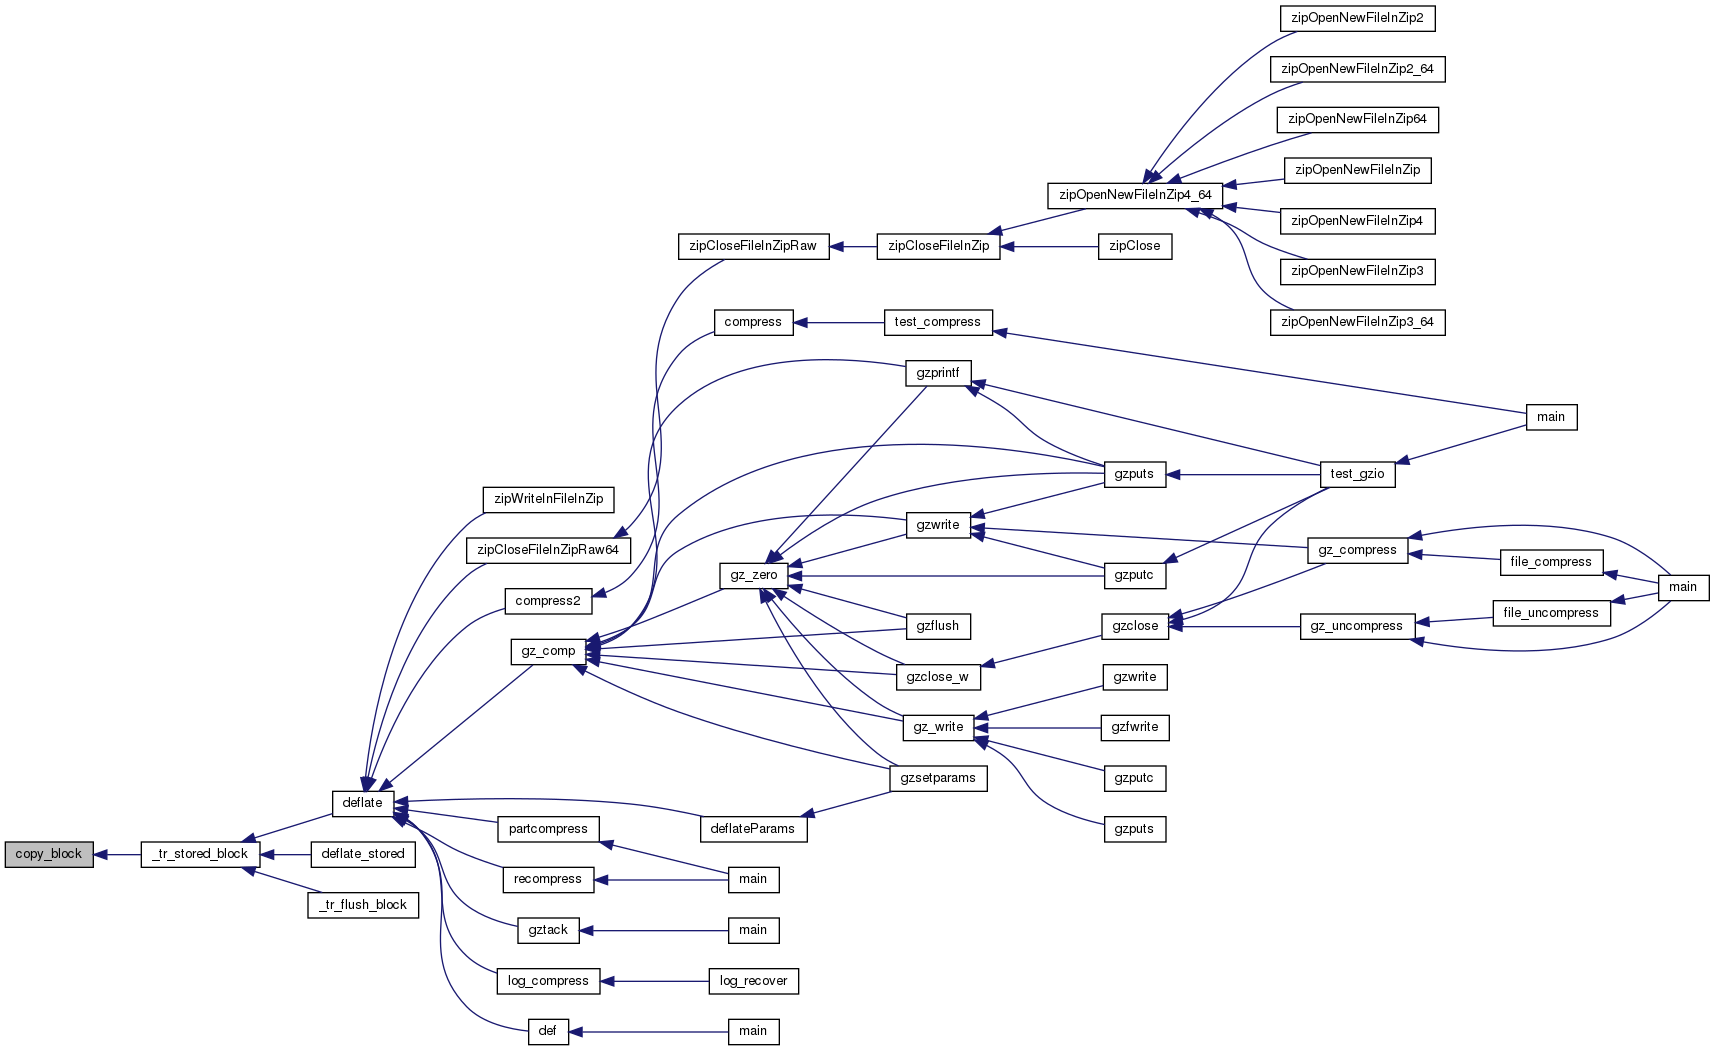 zipOpenNewFileInZip2
zipOpenNewFileInZip2_64
zipOpenNewFileInZip64
zipOpenNewFileInZip
zipOpenNewFileInZip4_64
zipOpenNewFileInZip4
zipCloseFileInZipRaw
zipCloseFileInZip
zipClose
zipOpenNewFileInZip3
zipOpenNewFileInZip3_64
compress
test_compress
gzprintf
main
gzputs
test_gzio
zipWriteInFileInZip
gzwrite
zipCloseFileInZipRaw64
gz_compress
file_compress
gz_zero
gzputc
main
compress2
file_uncompress
gzflush
gzclose
gz_uncompress
gz_comp
gzclose_w
gzwrite
gz_write
gzfwrite
gzsetparams
gzputc
deflate
partcompress
deflateParams
gzputs
copy_block
_tr_stored_block
deflate_stored
recompress
main
_tr_flush_block
gztack
main
log_compress
log_recover
def
main